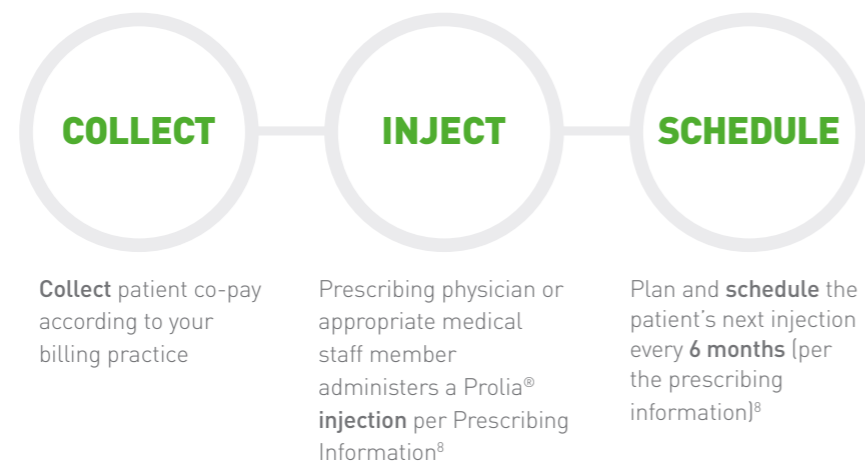 COLLECT
INJECT
SCHEDULE
Collect patient co-pay
according to your
billing practice
Prescribing physician or
appropriate medical
staff member
administers a Prolia®
injection per Prescribing
Information⁸
Plan and schedule the
patient’s next injection
every 6 months (per
the prescribing
information)⁸